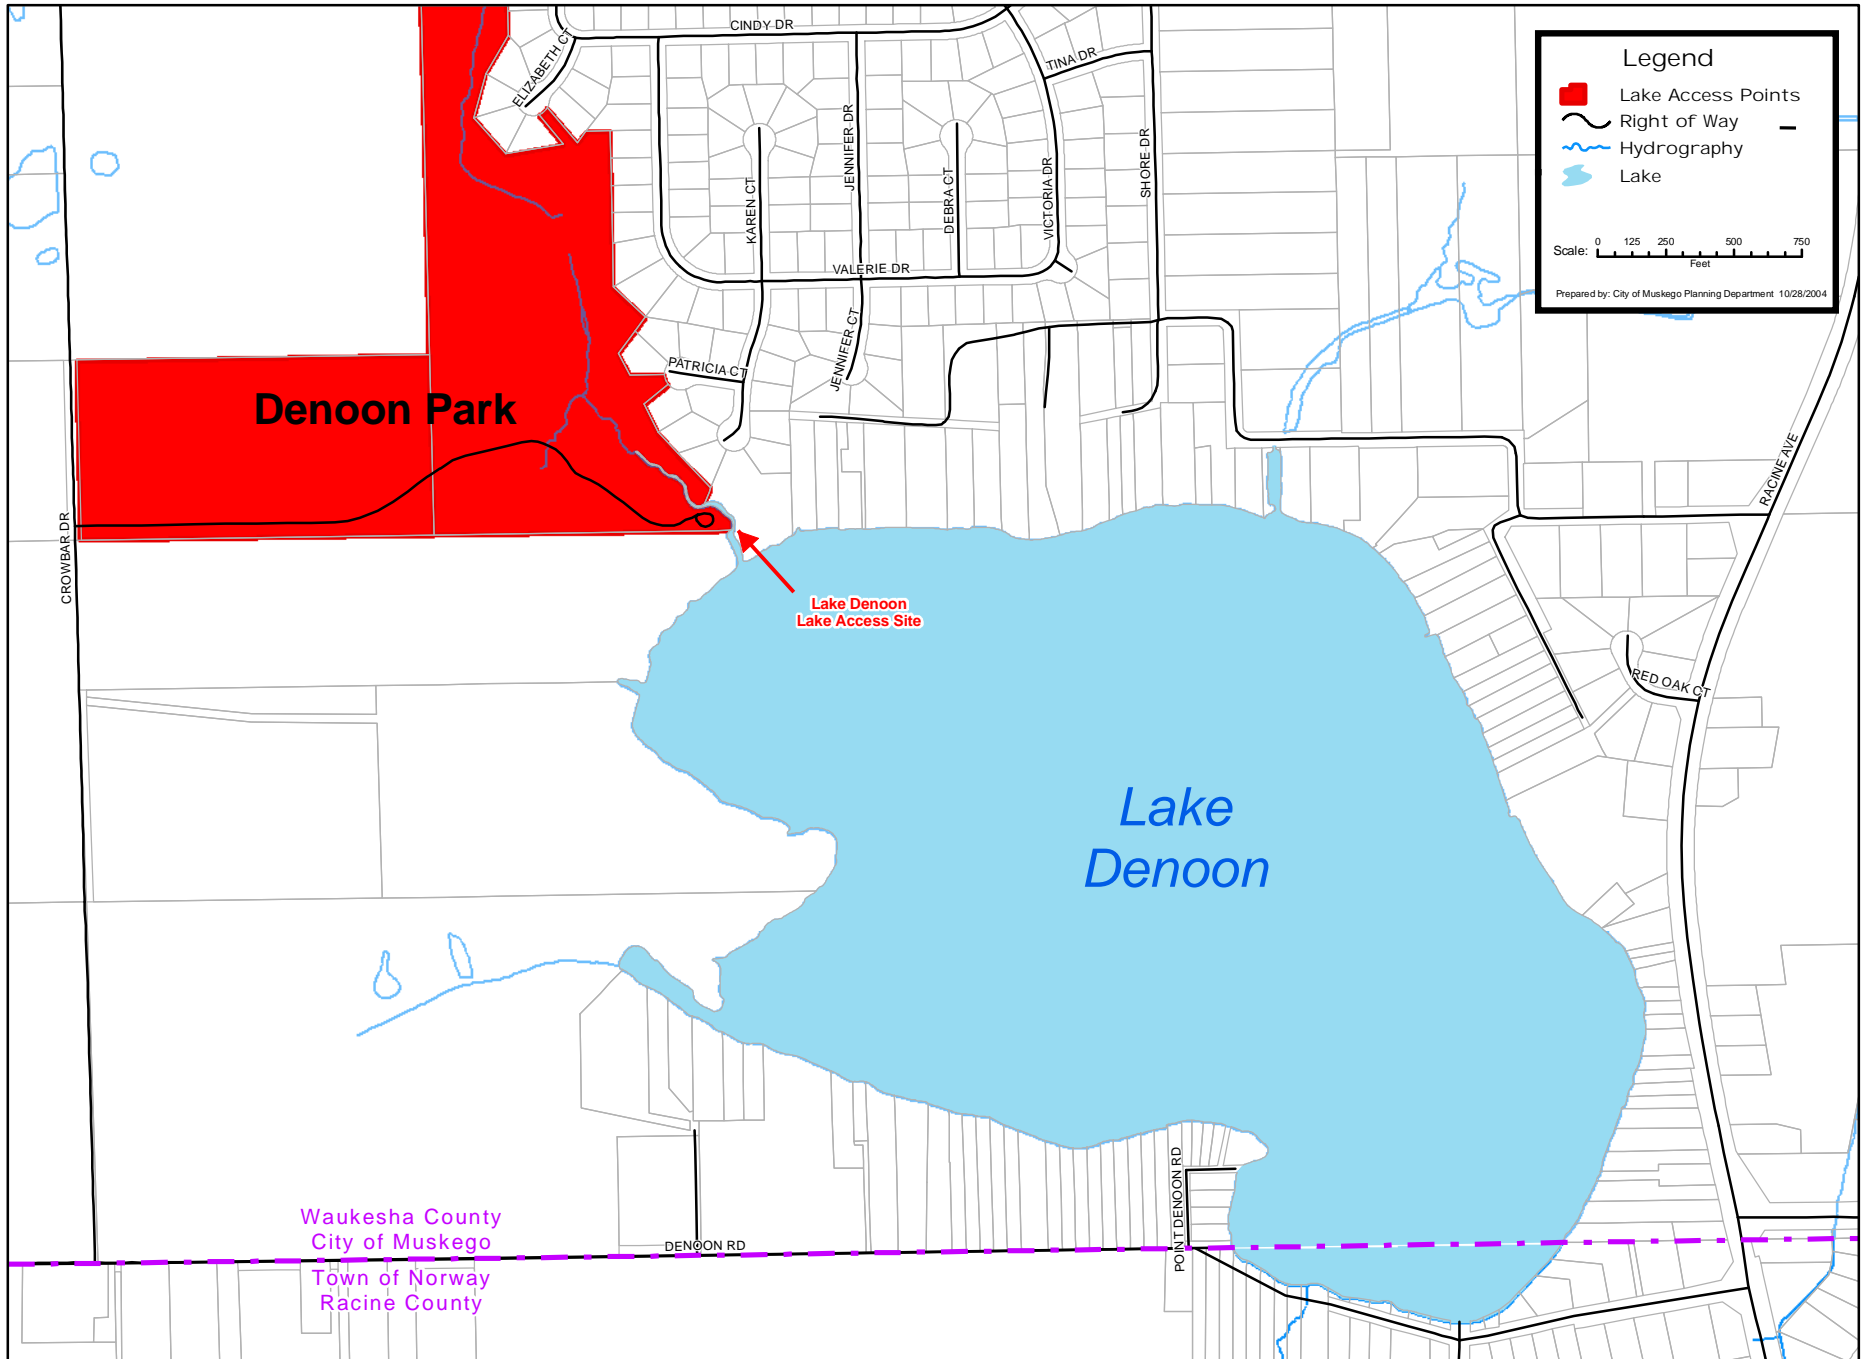 CINDY DR
ELIZABETH CT
TINA DR
KAREN CT
JENNIFER DR
DEBRA CT
VICTORIA DR
SHORE DR
VALERIE DR
PATRICIA CT
JENNIFER CT
Legend
Lake Access Points
Right of Way
Hydrography
Lake
Scale: 0 125 250 500 750
Feet
Prepared by: City of Muskego Planning Department 10/28/2004
Denoon Park
CROWBAR DR
RACINE AVE
Lake Denoon
Lake Access Site
RED OAK CT
Lake
Denoon
POINT DENOON RD
DENOON RD
Waukesha County
City of Muskego
Town of Norway
Racine County